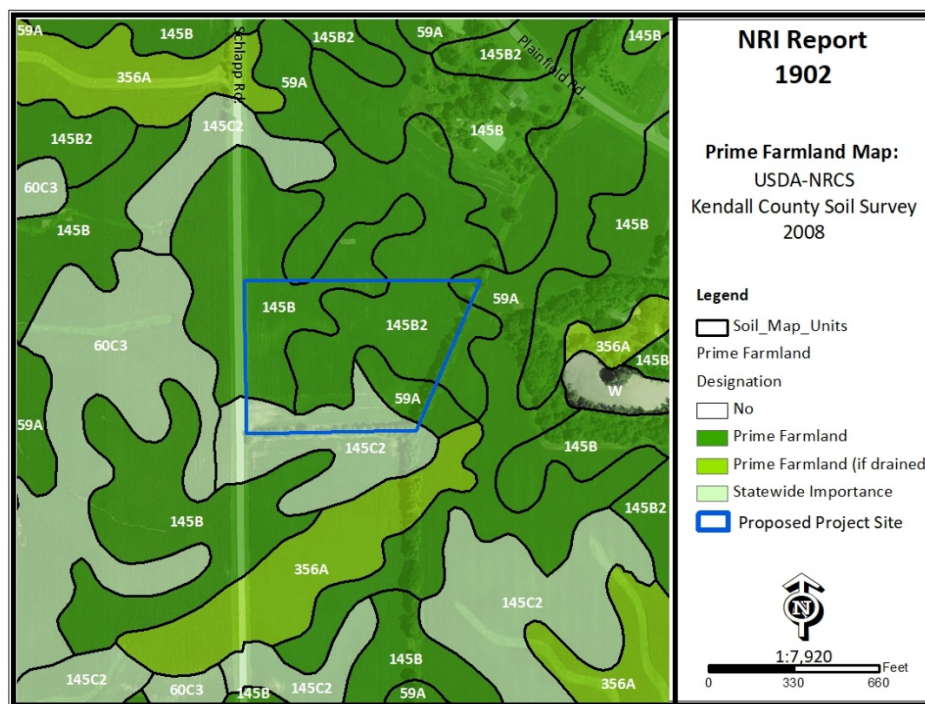 59A
145B
145B2
59A
145B
Schlapp Rd.
356A
59A
145B2
Plainfield Rd.
145C2
145B
145B2
60C3
145B
145B
145B
59A
145B2
60C3
356A
145B
W
59A
59A
145C2
145B
145B
145B2
356A
145C2
145B
145C2
60C3
145B
145C2
59A
356A
NRI Report
1902
Prime Farmland Map:
USDA-NRCS
Kendall County Soil Survey
2008
Legend
Soil_Map_Units
Prime Farmland
Designation
No
Prime Farmland
Prime Farmland (if drained
Statewide Importance
Proposed Project Site
N
1:7,920
Feet
0 330 660